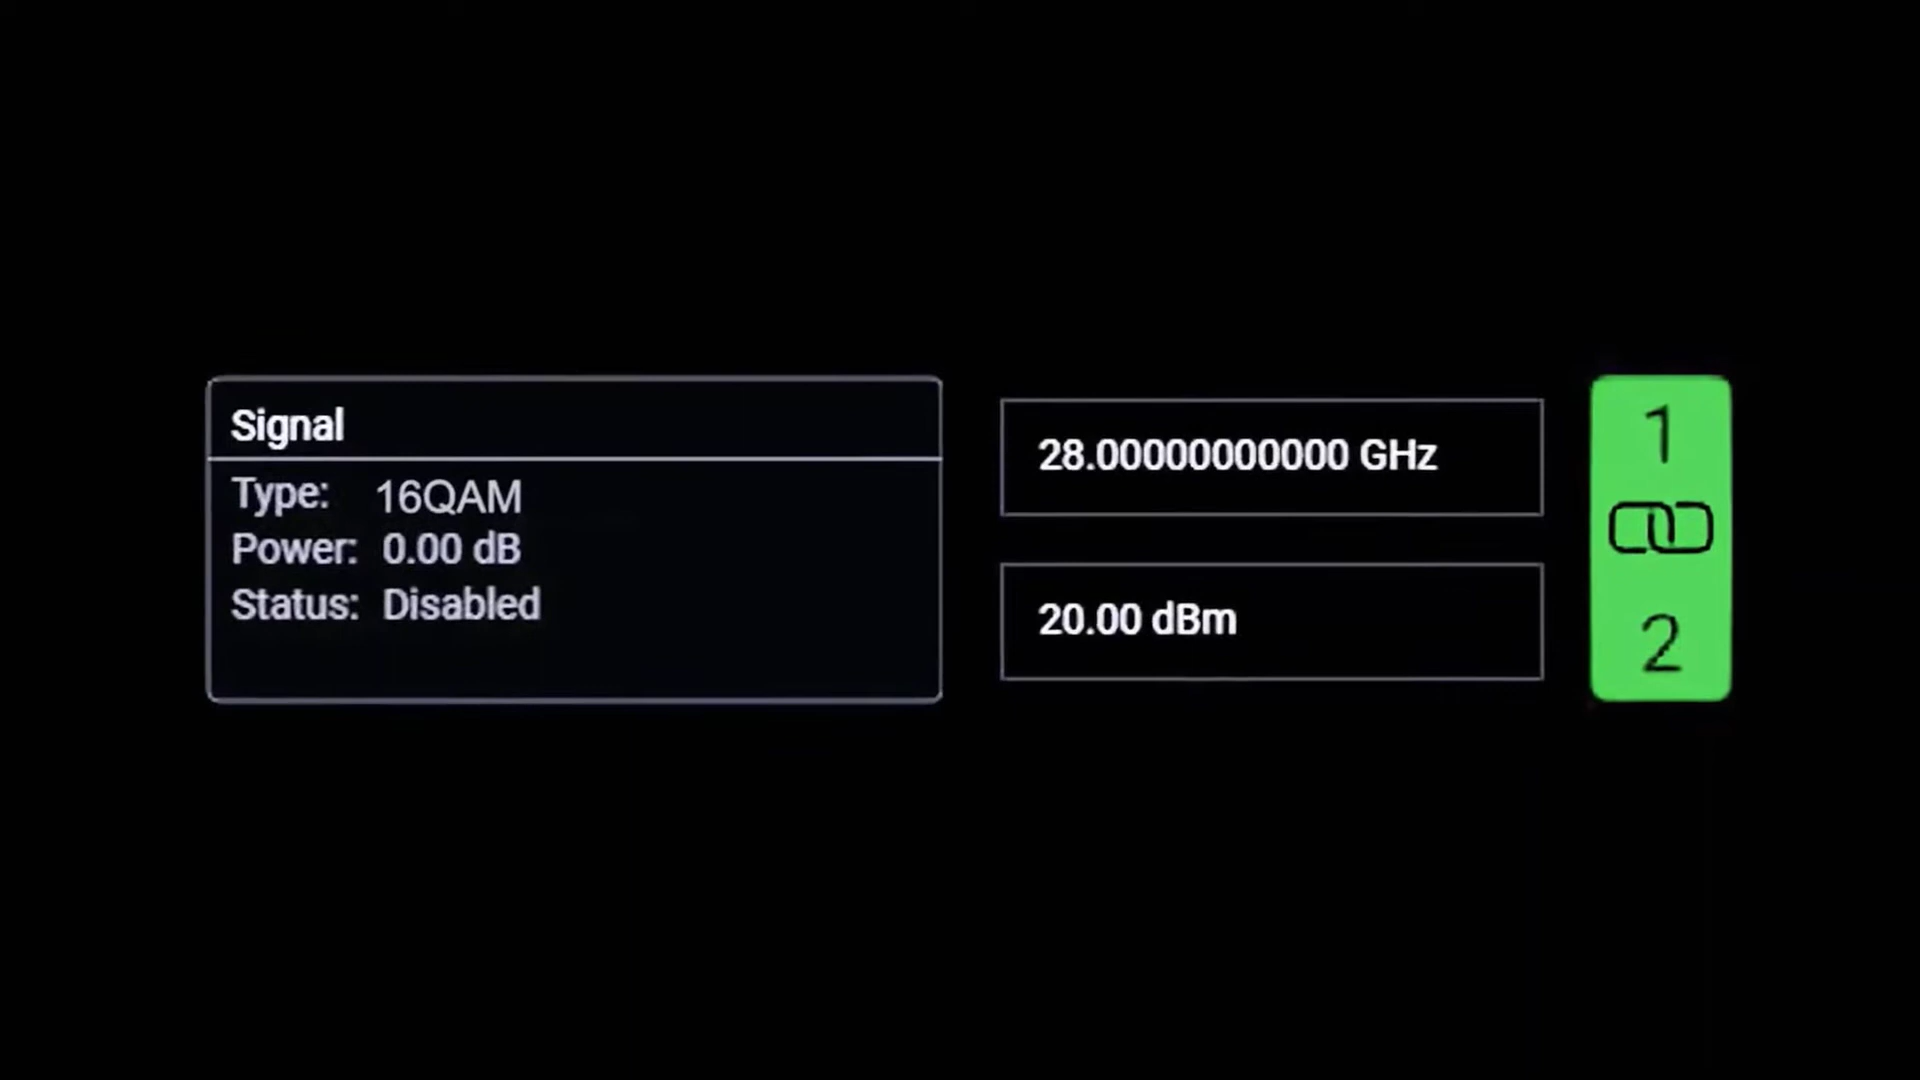 Signal
Type: 16QAM
Power: 0.00 dB
Status: Disabled
28.00000000000 GHz
20.00 dBm
1
2